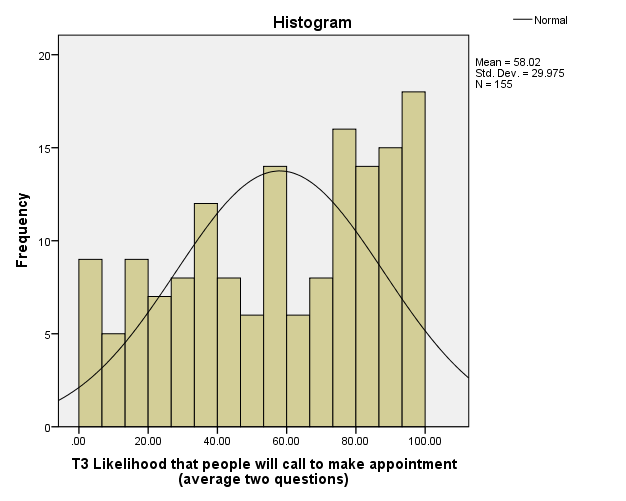 Histogram
Normal
Mean = 58.02
Std. Dev. = 29.975
N = 155
Frequency
20
15
10
5
0
.00 20.00 40.00 60.00 80.00 100.00
T3 Likelihood that people will call to make appointment
(average two questions)